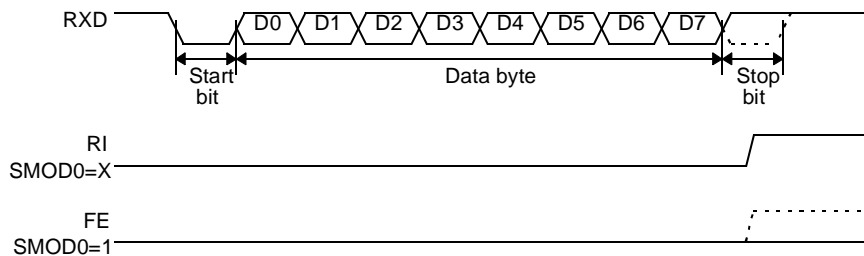 RXD
D0 D1 D2 D3 D4 D5 D6 D7
Start
bit
Data byte
Stop
bit
RI
SMOD0=X
FE
SMOD0=1